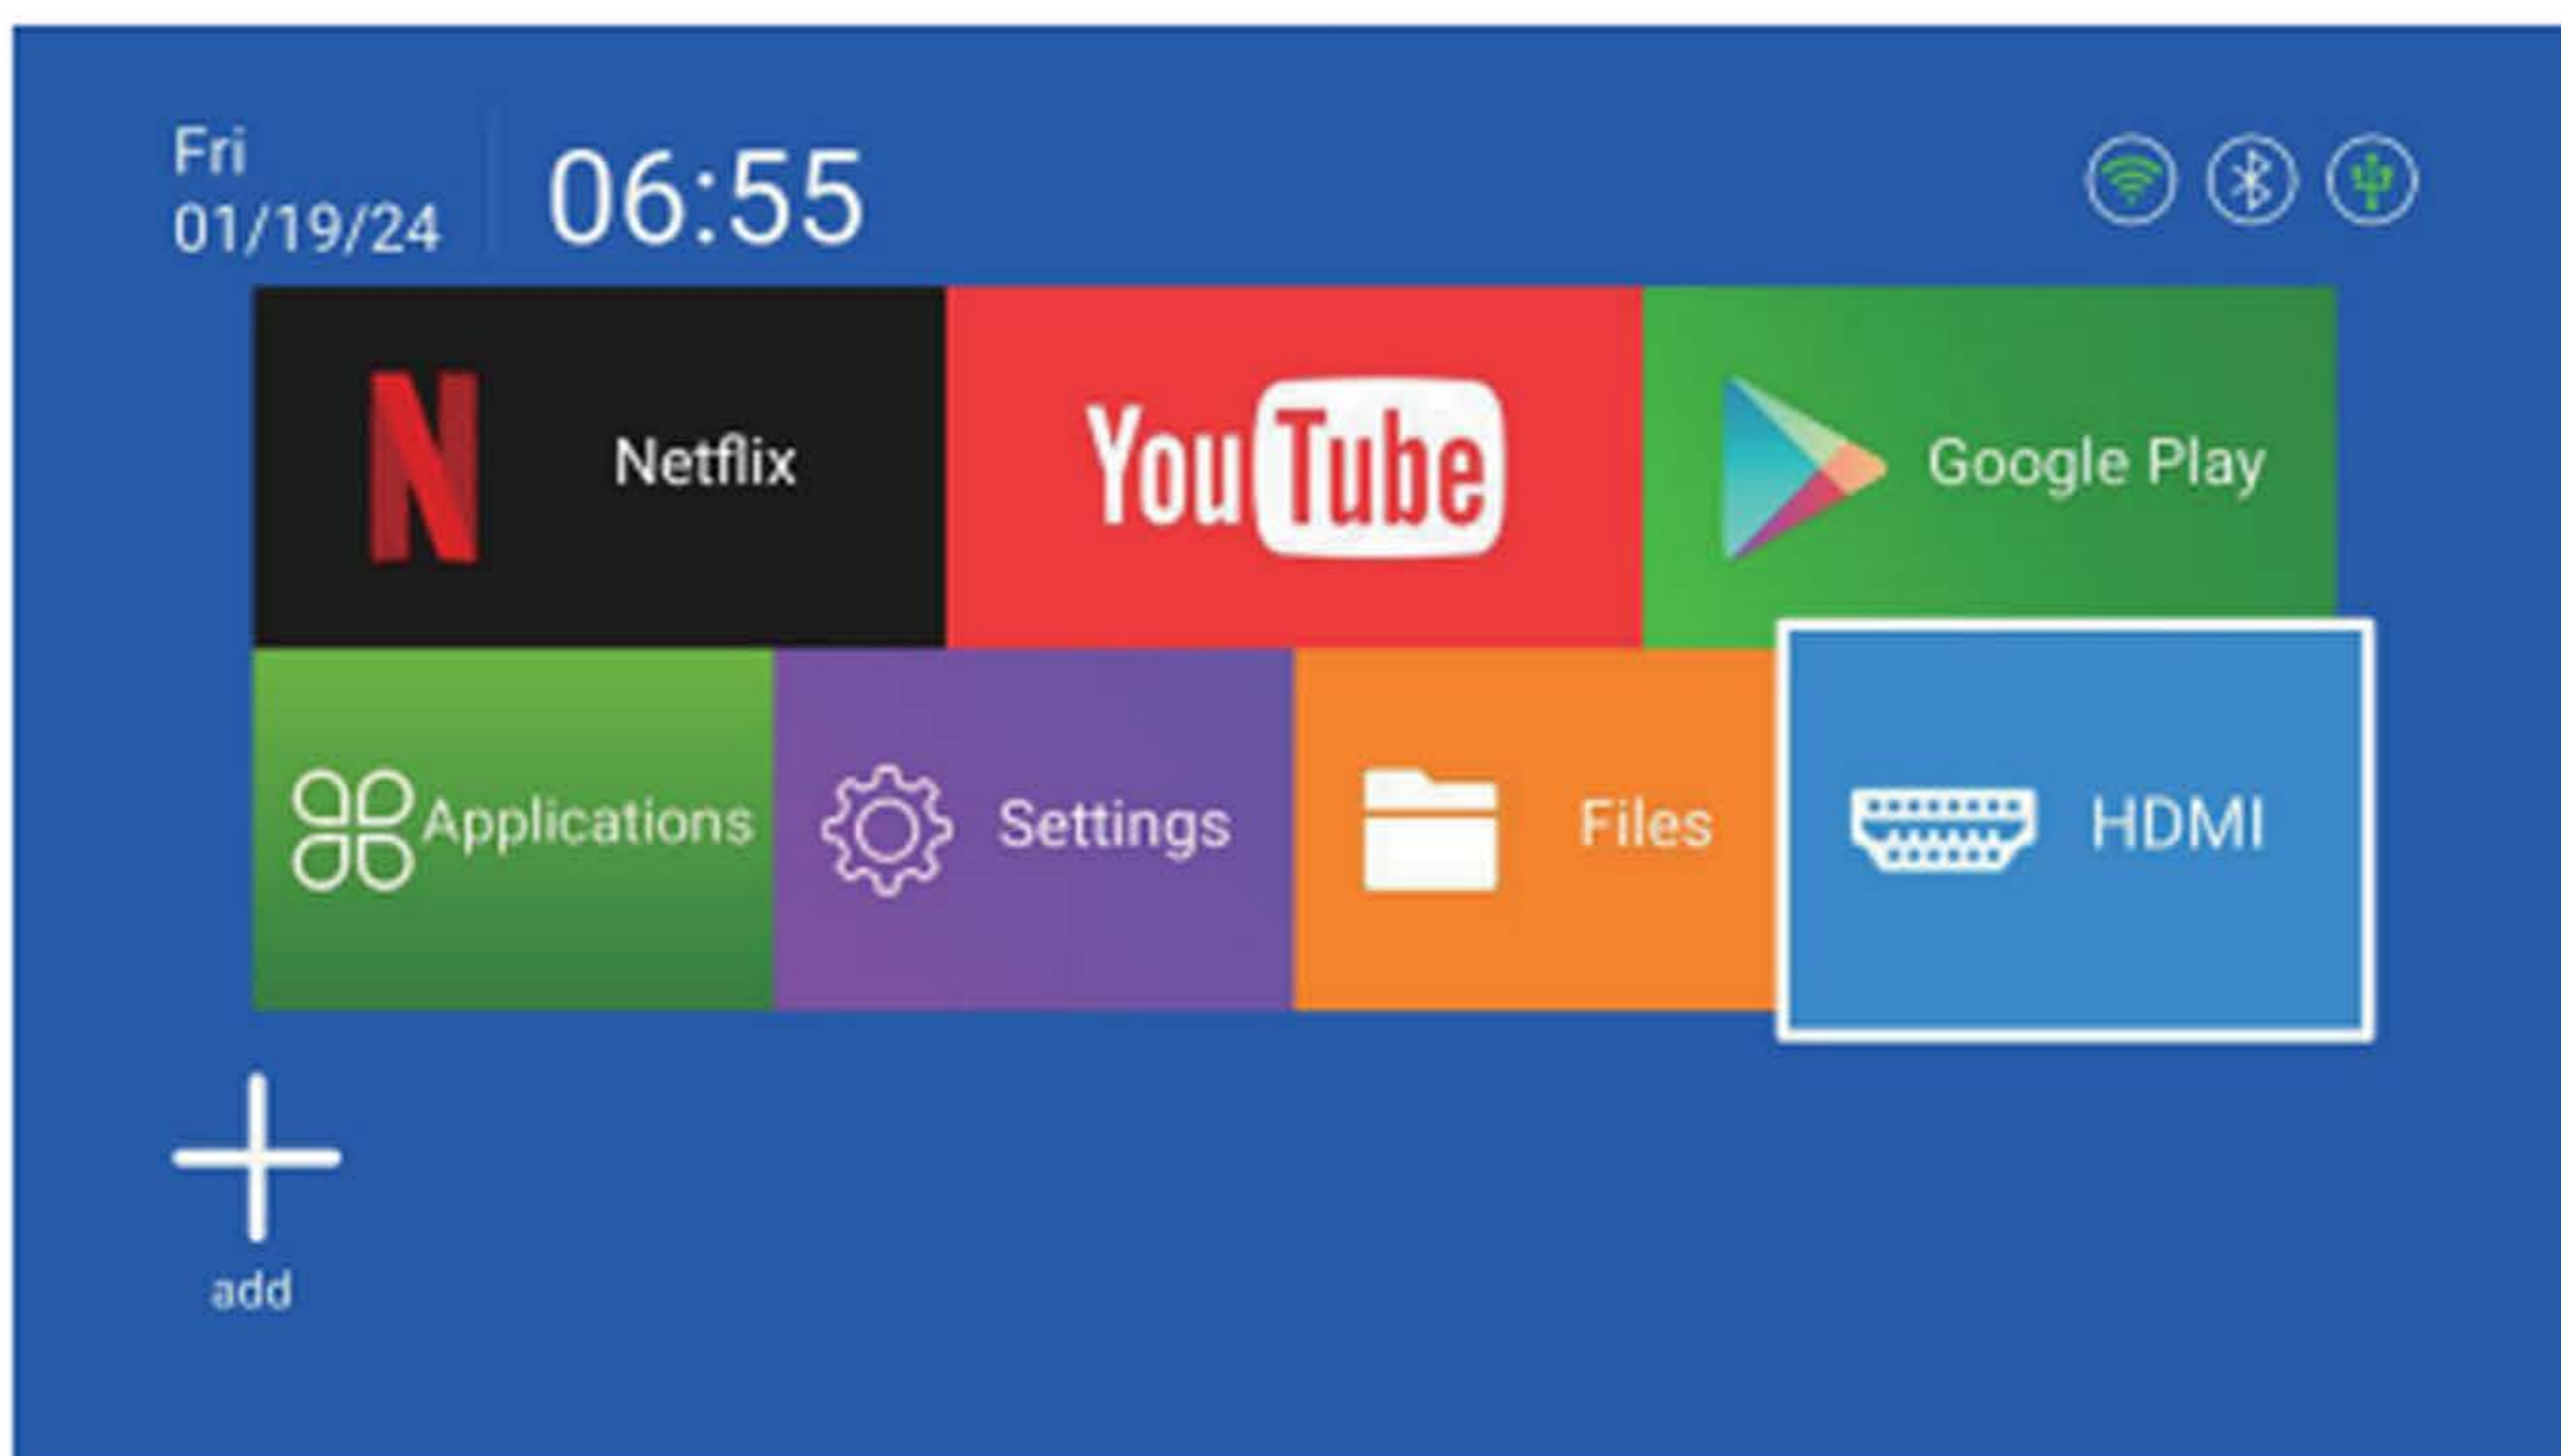 Fri
01/19/24
06:55
Netflix
YouTube
Google Play
Applications
Settings
Files
HDMI
add